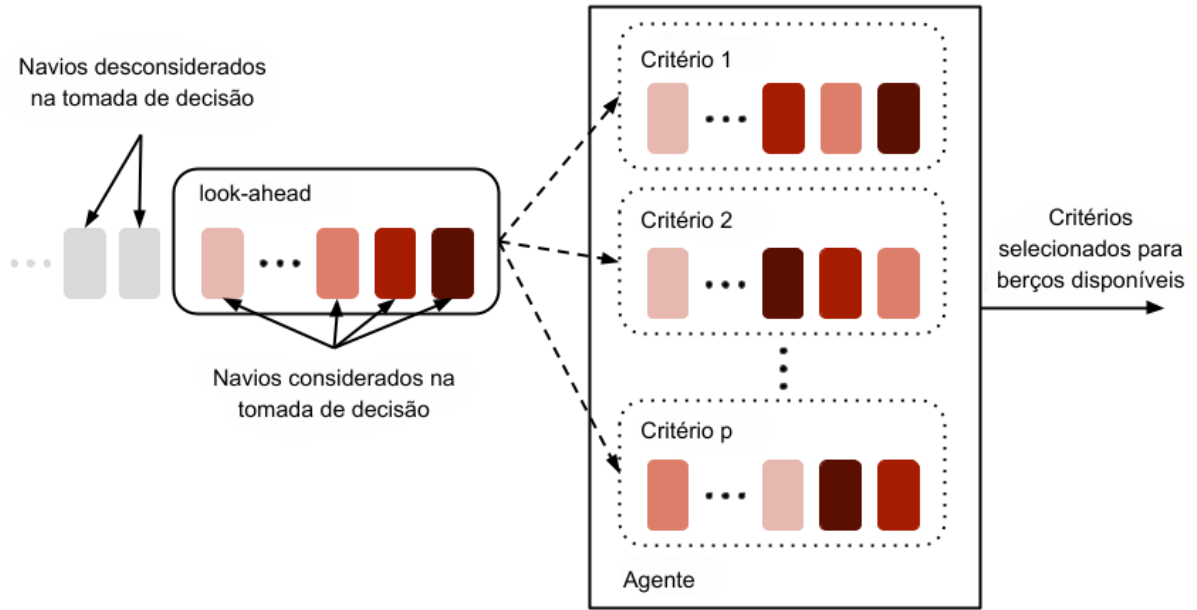 Navios desconsiderados
na tomada de decisão
look-ahead
Navios considerados na
tomada de decisão
Critério 1
Critério 2
Critério p
Agente
Critérios
selecionados para
berços disponíveis